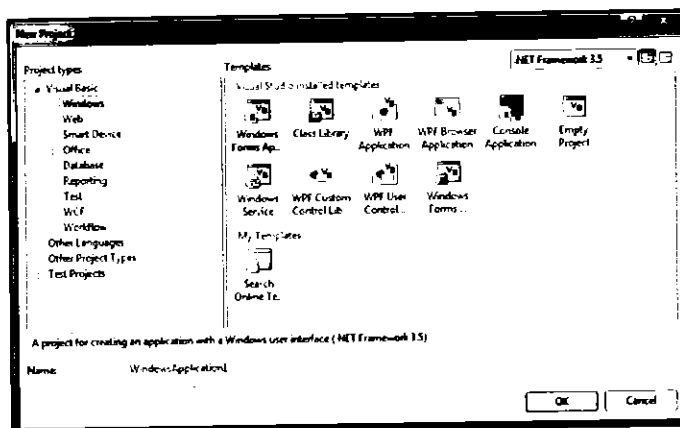 New Project
? X
Project types
Templates
.NET Framework 3.5
Visual Basic
Windows
Web
Smart Device
Office
Database
Reporting
Test
WCF
Workflow
Other Languages
Other Project Types
Test Projects
Visual Studio installed templates
Windows Forms Ap...
Class Library
WPF Application
WPF Browser Application
Console Application
Empty Project
Windows Service
WPF Custom Control Lib
WPF User Control...
Windows Forms ...
My Templates
Search Online Te...
A project for creating an application with a Windows user interface (.NET Framework 3.5)
Name: WindowsApplication1
OK Cancel